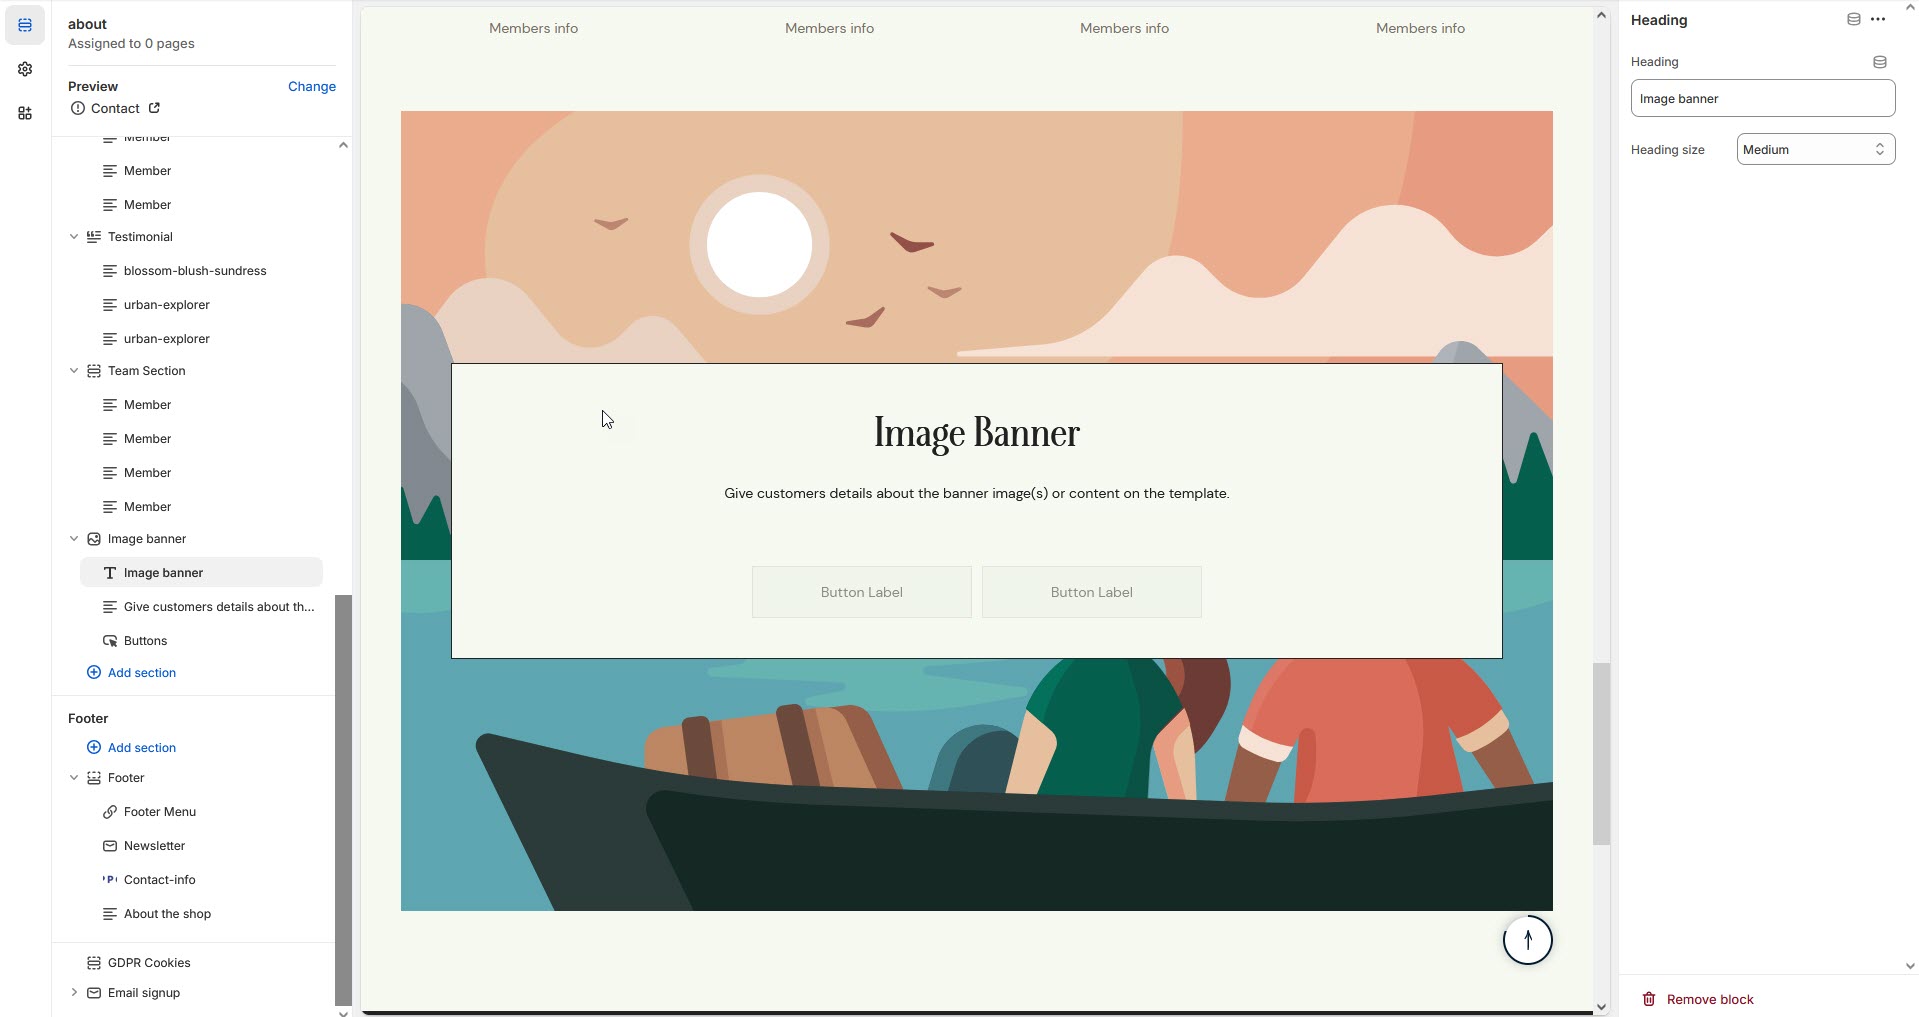 about
Assigned to 0 pages
Preview
Change
Contact
Member
Member
Member
Testimonial
blossom-blush-sundress
urban-explorer
urban-explorer
Team Section
Member
Member
Member
Member
Image banner
Image banner
Give customers details about th...
Buttons
Add section
Footer
Add section
Footer
Footer Menu
Newsletter
Contact-info
About the shop
GDPR Cookies
Email signup
Members info
Members info
Members info
Members info
Image Banner
Give customers details about the banner image(s) or content on the template.
Button Label
Button Label
Heading
Heading
Image banner
Heading size
Medium
Remove block